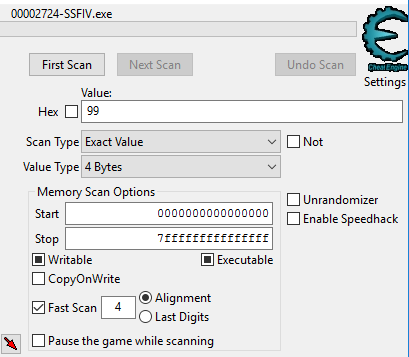 00002724-SSFIV.exe
First Scan Next Scan Undo Scan
Cheat Engine
Settings
Value:
Hex 99
Scan Type Exact Value Not
Value Type 4 Bytes
Memory Scan Options
Unrandomizer
Start 0000000000000000
Enable Speedhack
Stop 7fffffffffffffff
Writable Executable
CopyOnWrite
Fast Scan 4 Alignment
Last Digits
Pause the game while scanning